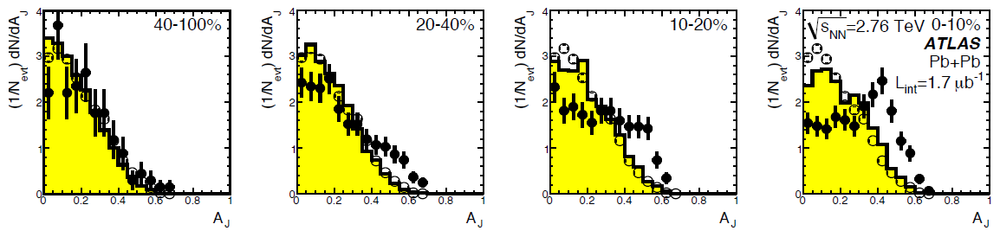 (1/N_evt) dN/dA_J
4
3
2
1
0
40-100%
0 0.2 0.4 0.6 0.8 1
A_J
(1/N_evt) dN/dA_J
4
3
2
1
0
20-40%
0 0.2 0.4 0.6 0.8 1
A_J
(1/N_evt) dN/dA_J
4
3
2
1
0
10-20%
0 0.2 0.4 0.6 0.8 1
A_J
(1/N_evt) dN/dA_J
4
3
2
1
0
√s_NN=2.76 TeV 0-10%
ATLAS
Pb+Pb
L_int=1.7 μb⁻¹
0 0.2 0.4 0.6 0.8 1
A_J